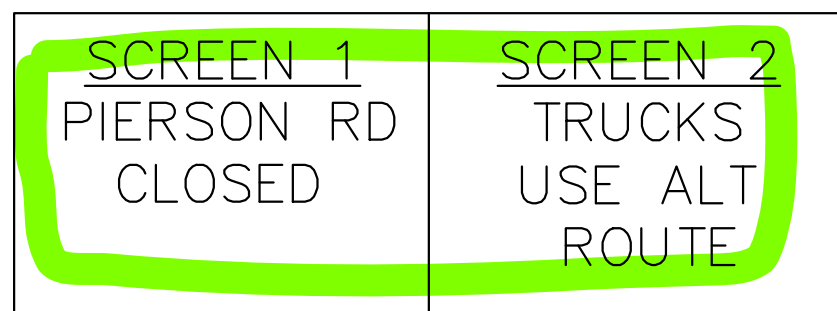 SCREEN 1
PIERSON RD
CLOSED
SCREEN 2
TRUCKS
USE ALT
ROUTE